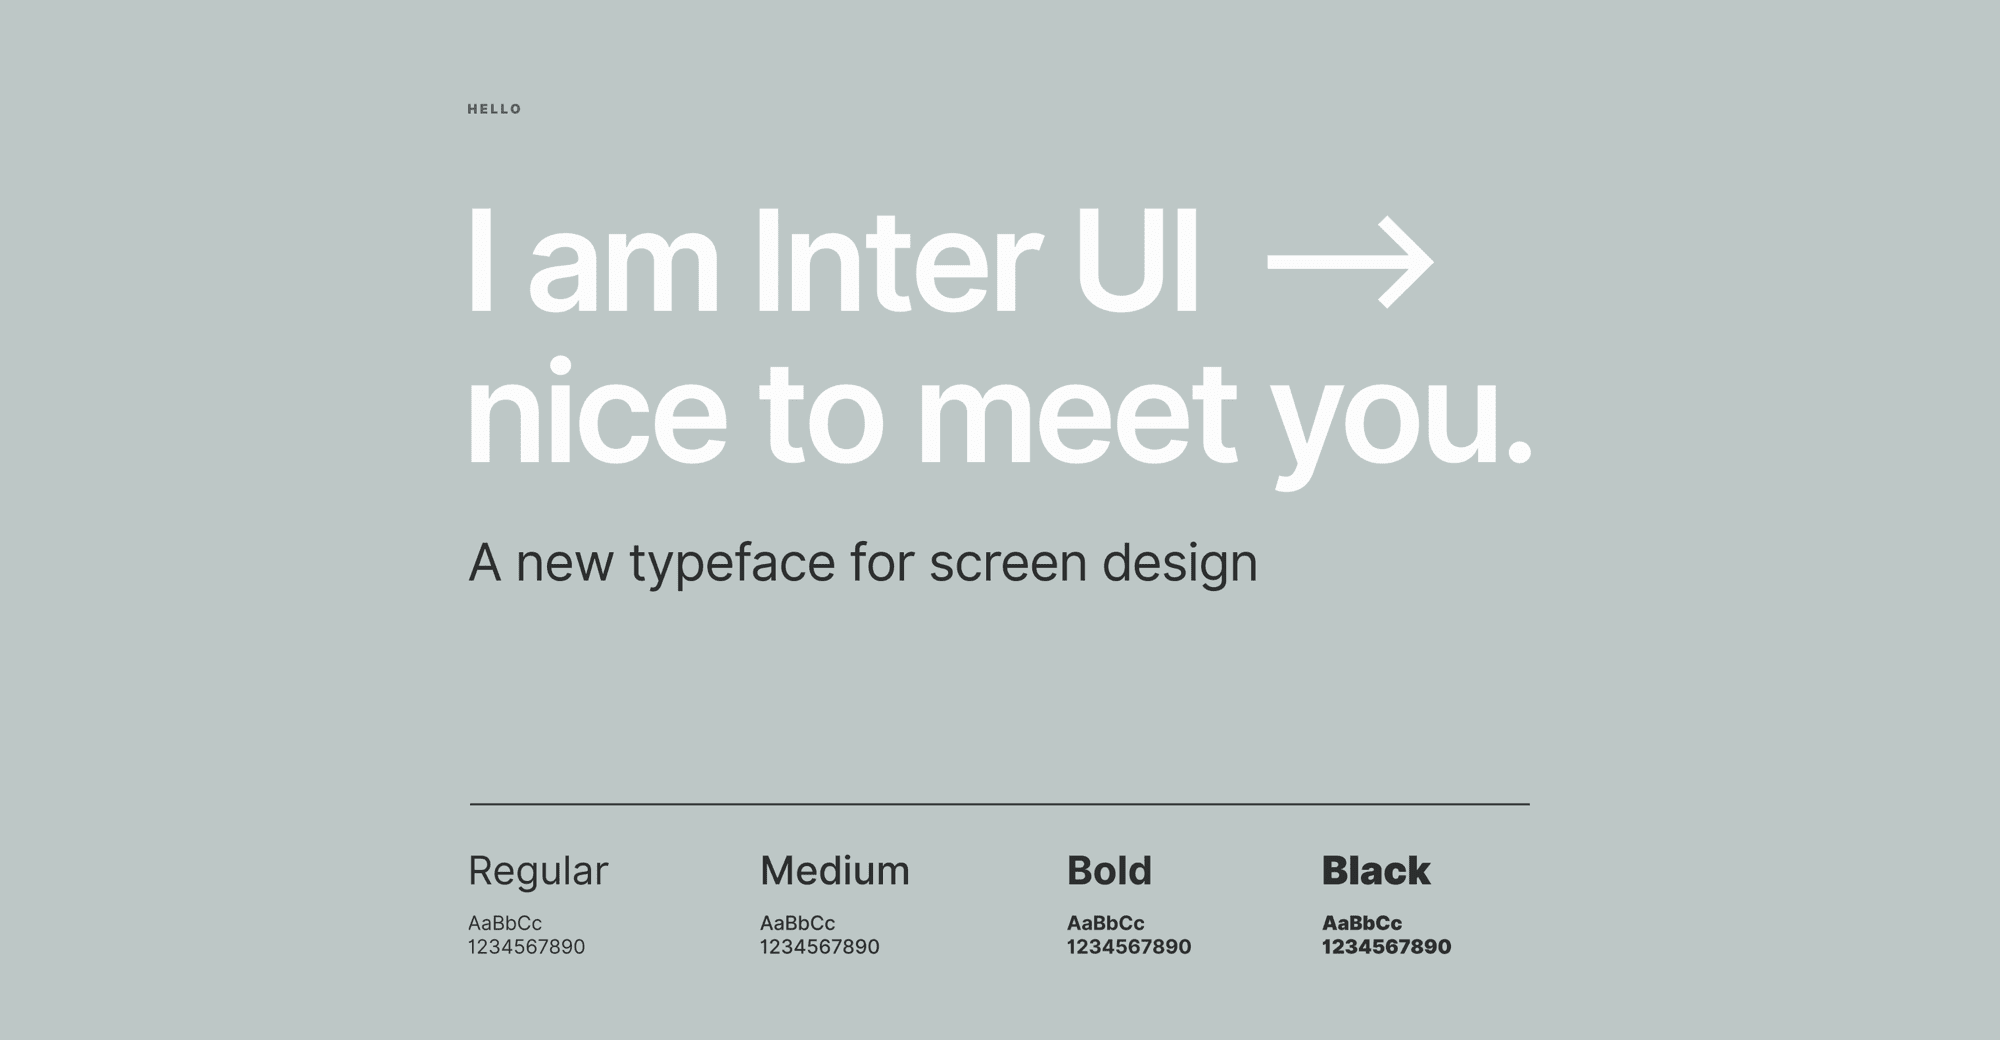 HELLO
I am Inter UI →
nice to meet you.
A new typeface for screen design
Regular
AaBbCc
1234567890
Medium
AaBbCc
1234567890
Bold
AaBbCc
1234567890
Black
AaBbCc
1234567890